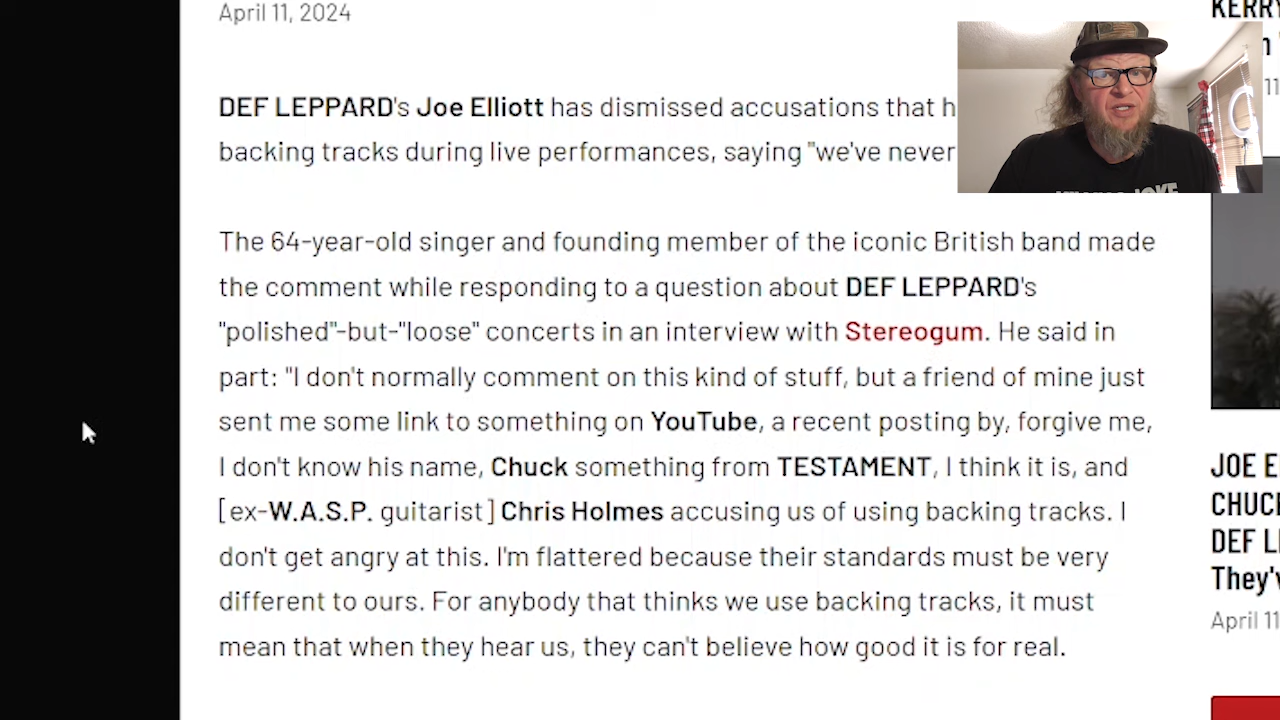 April 11, 2024
KERRY
DEF LEPPARD's Joe Elliott has dismissed accusations that h
backing tracks during live performances, saying "we've never
The 64-year-old singer and founding member of the iconic British band made
the comment while responding to a question about DEF LEPPARD's
"polished"-but-"loose" concerts in an interview with Stereogum. He said in
part: "I don't normally comment on this kind of stuff, but a friend of mine just
sent me some link to something on YouTube, a recent posting by, forgive me,
I don't know his name, Chuck something from TESTAMENT, I think it is, and
[ex-W.A.S.P. guitarist] Chris Holmes accusing us of using backing tracks. I
don't get angry at this. I'm flattered because their standards must be very
different to ours. For anybody that thinks we use backing tracks, it must
mean that when they hear us, they can't believe how good it is for real.
JOE E
CHUC
DEF L
They'
April 11